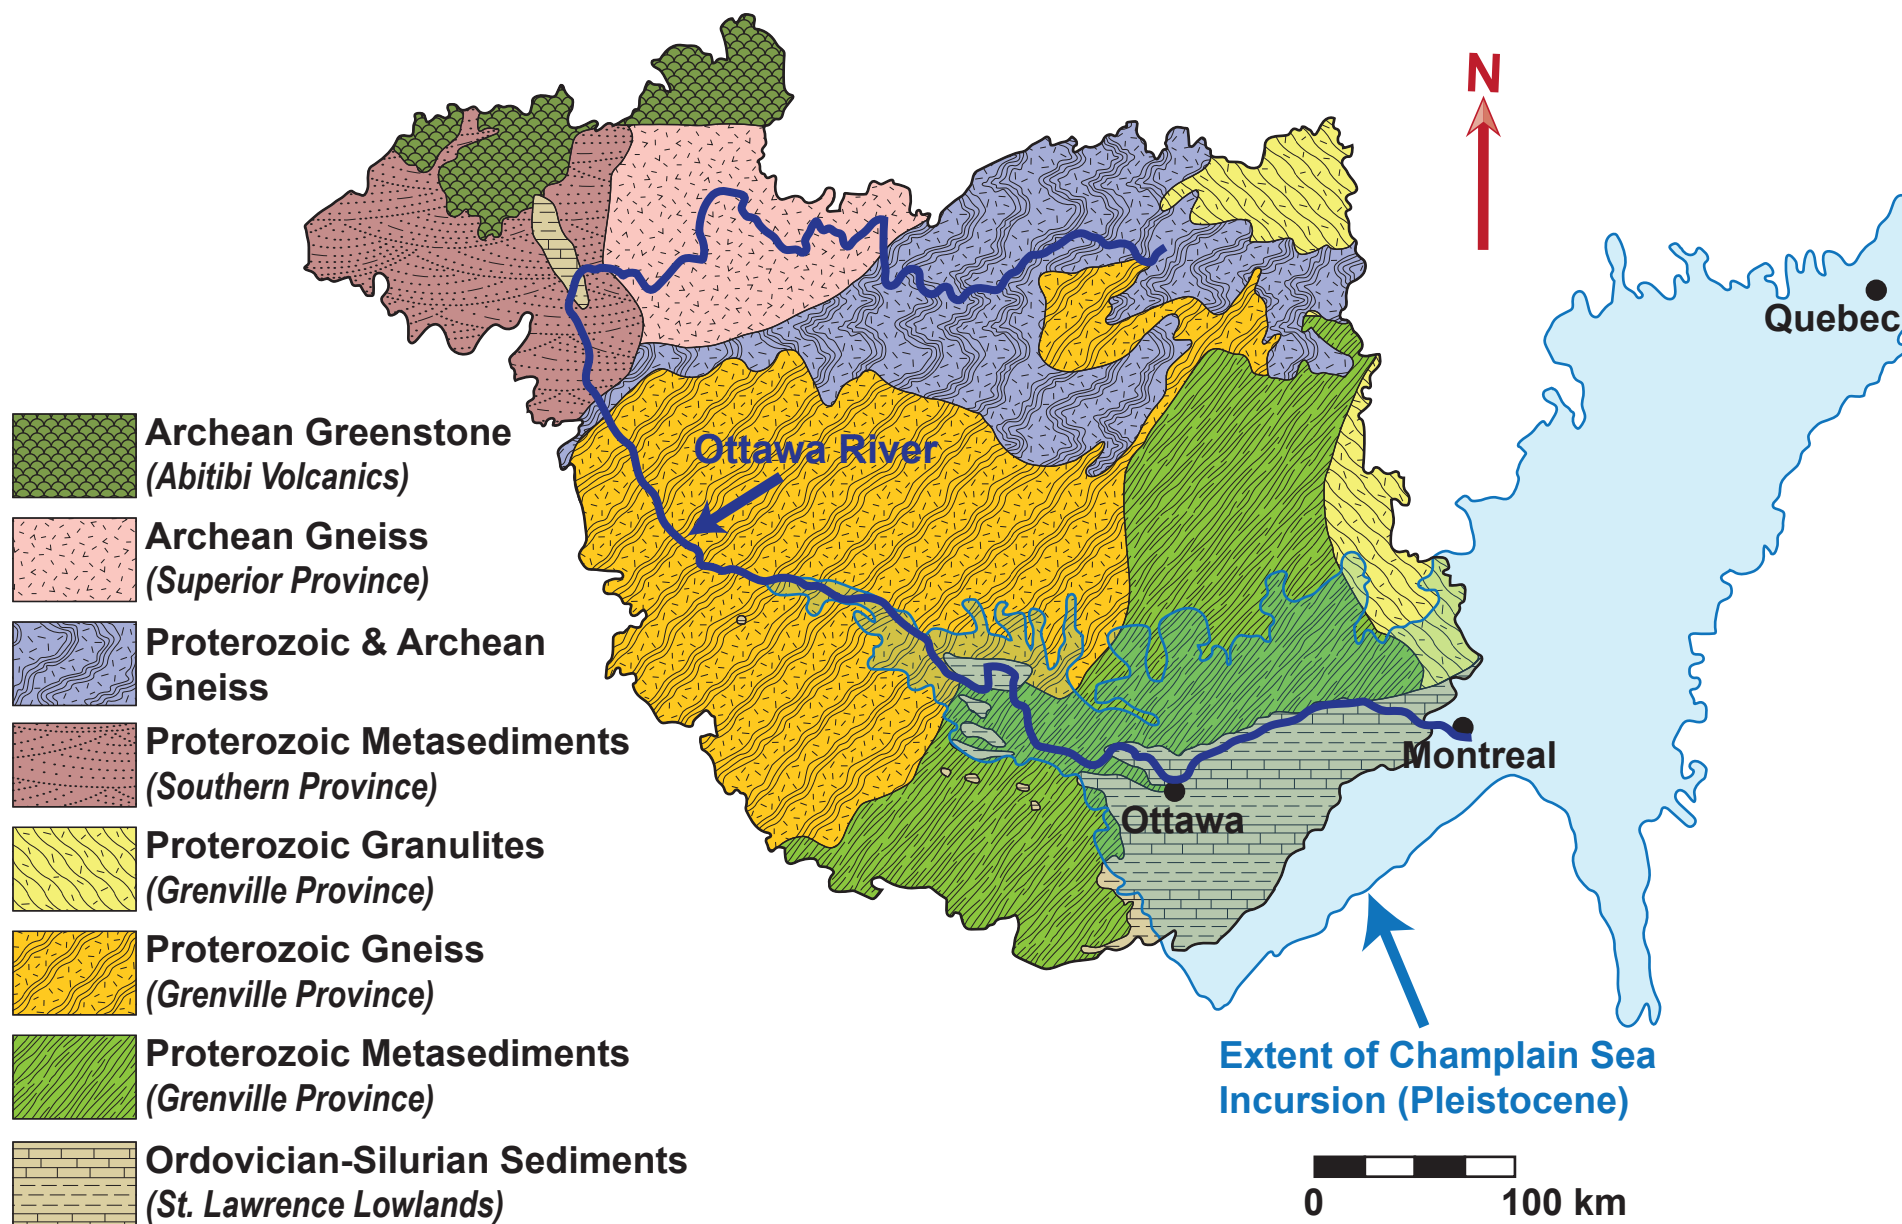 N
Quebec
Ottawa River
Montreal
Ottawa
Archean Greenstone
(Abitibi Volcanics)
Archean Gneiss
(Superior Province)
Proterozoic & Archean
Gneiss
Proterozoic Metasediments
(Southern Province)
Proterozoic Granulites
(Grenville Province)
Proterozoic Gneiss
(Grenville Province)
Proterozoic Metasediments
(Grenville Province)
Ordovician-Silurian Sediments
(St. Lawrence Lowlands)
Extent of Champlain Sea
Incursion (Pleistocene)
0 100 km